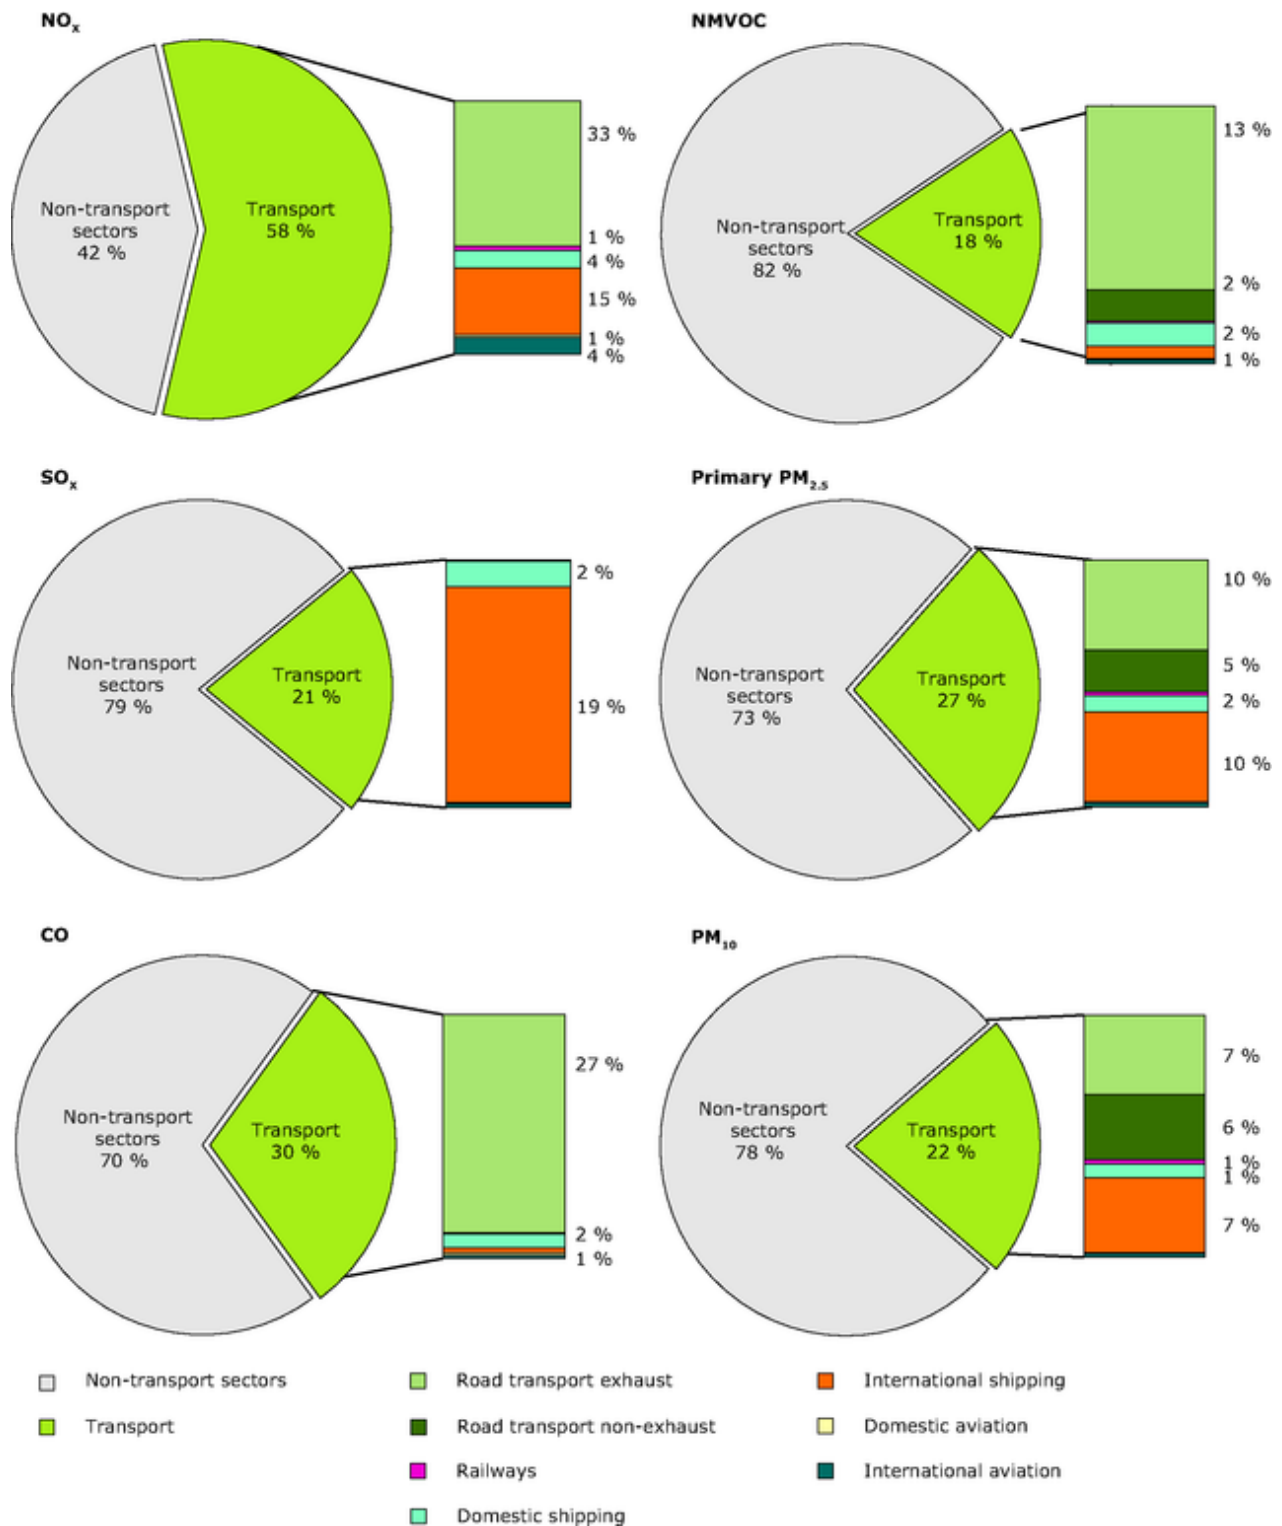 NOx
Non-transport
sectors
42 %
Transport
58 %
33 %
1 %
4 %
15 %
1 %
4 %
NMVOC
Non-transport
sectors
82 %
Transport
18 %
13 %
2 %
2 %
1 %
SOx
Non-transport
sectors
79 %
Transport
21 %
2 %
19 %
Primary PM2.5
Non-transport
sectors
73 %
Transport
27 %
10 %
5 %
2 %
10 %
CO
Non-transport
sectors
70 %
Transport
30 %
27 %
2 %
1 %
PM10
Non-transport
sectors
78 %
Transport
22 %
7 %
6 %
1 %
1 %
7 %
Non-transport sectors
Transport
Road transport exhaust
Road transport non-exhaust
Railways
Domestic shipping
International shipping
Domestic aviation
International aviation